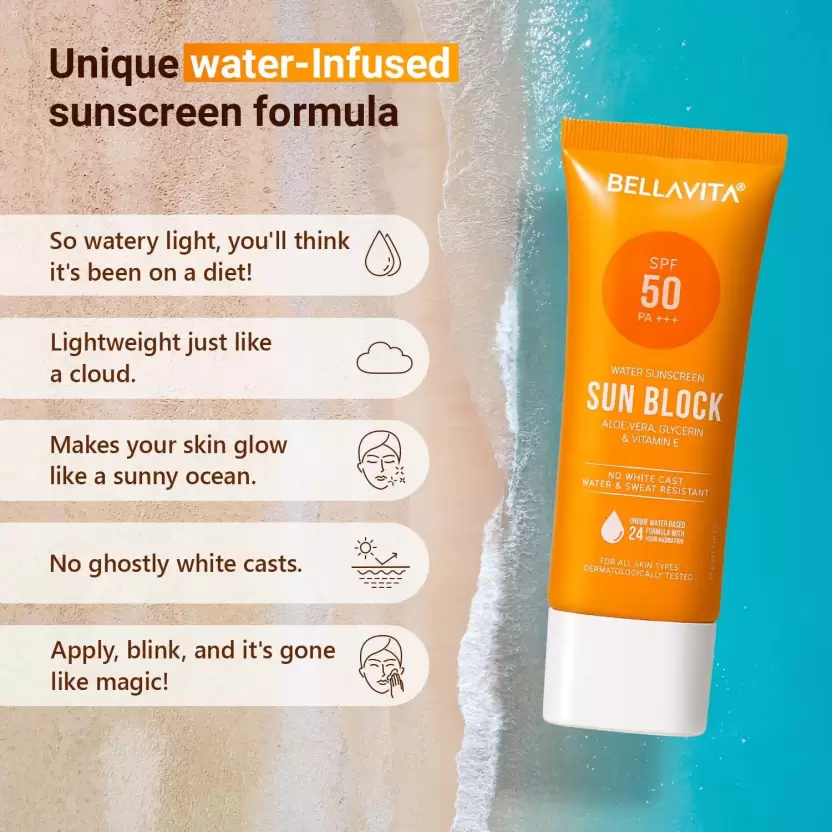 Unique water-Infused
sunscreen formula
So watery light, you'll think
it's been on a diet!
Lightweight just like
a cloud.
Makes your skin glow
like a sunny ocean.
No ghostly white casts.
Apply, blink, and it's gone
like magic!
BELLAVITA®
SPF
50
PA +++
WATER SUNSCREEN
SUN BLOCK
ALOE VERA, GLYCERIN
& VITAMIN E
NO WHITE CAST
WATER & SWEAT RESISTANT
UNIQUE WATER BASED
24 FORMULA WITH
HOUR HYDRATION
FOR ALL SKIN TYPES
DERMATOLOGICALLY TESTED